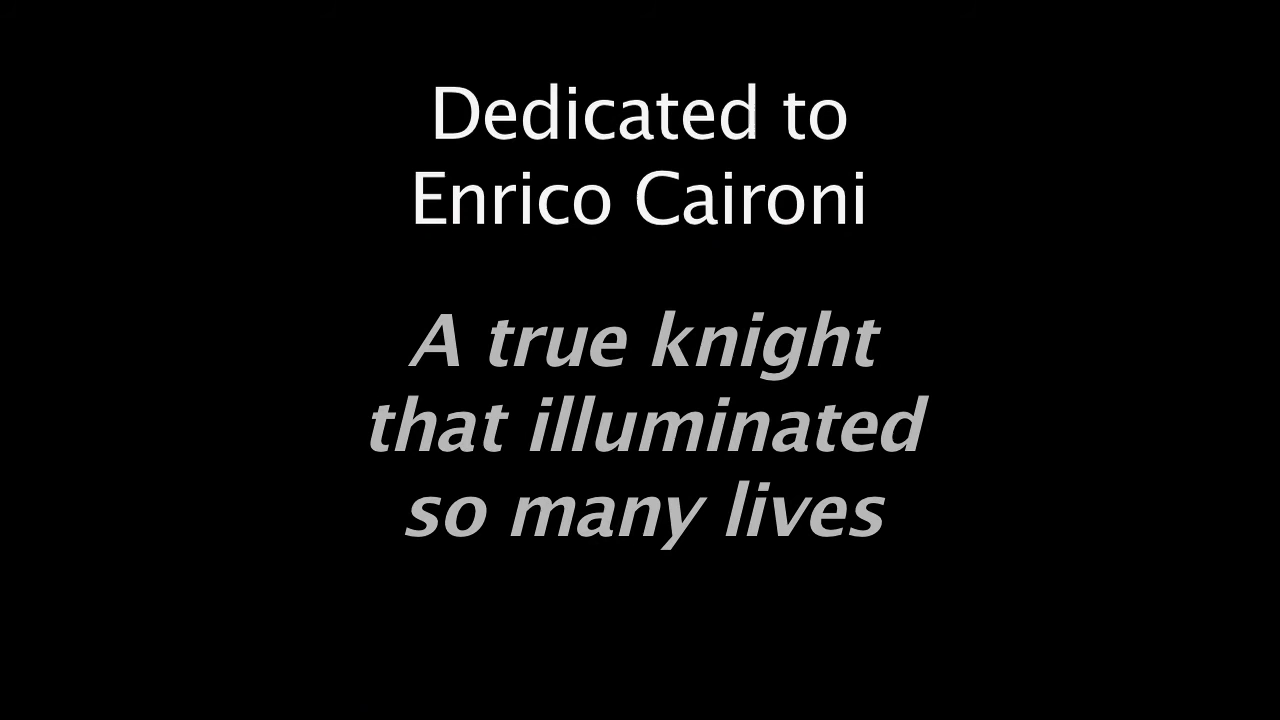 Dedicated to
Enrico Caironi
A true knight
that illuminated
so many lives